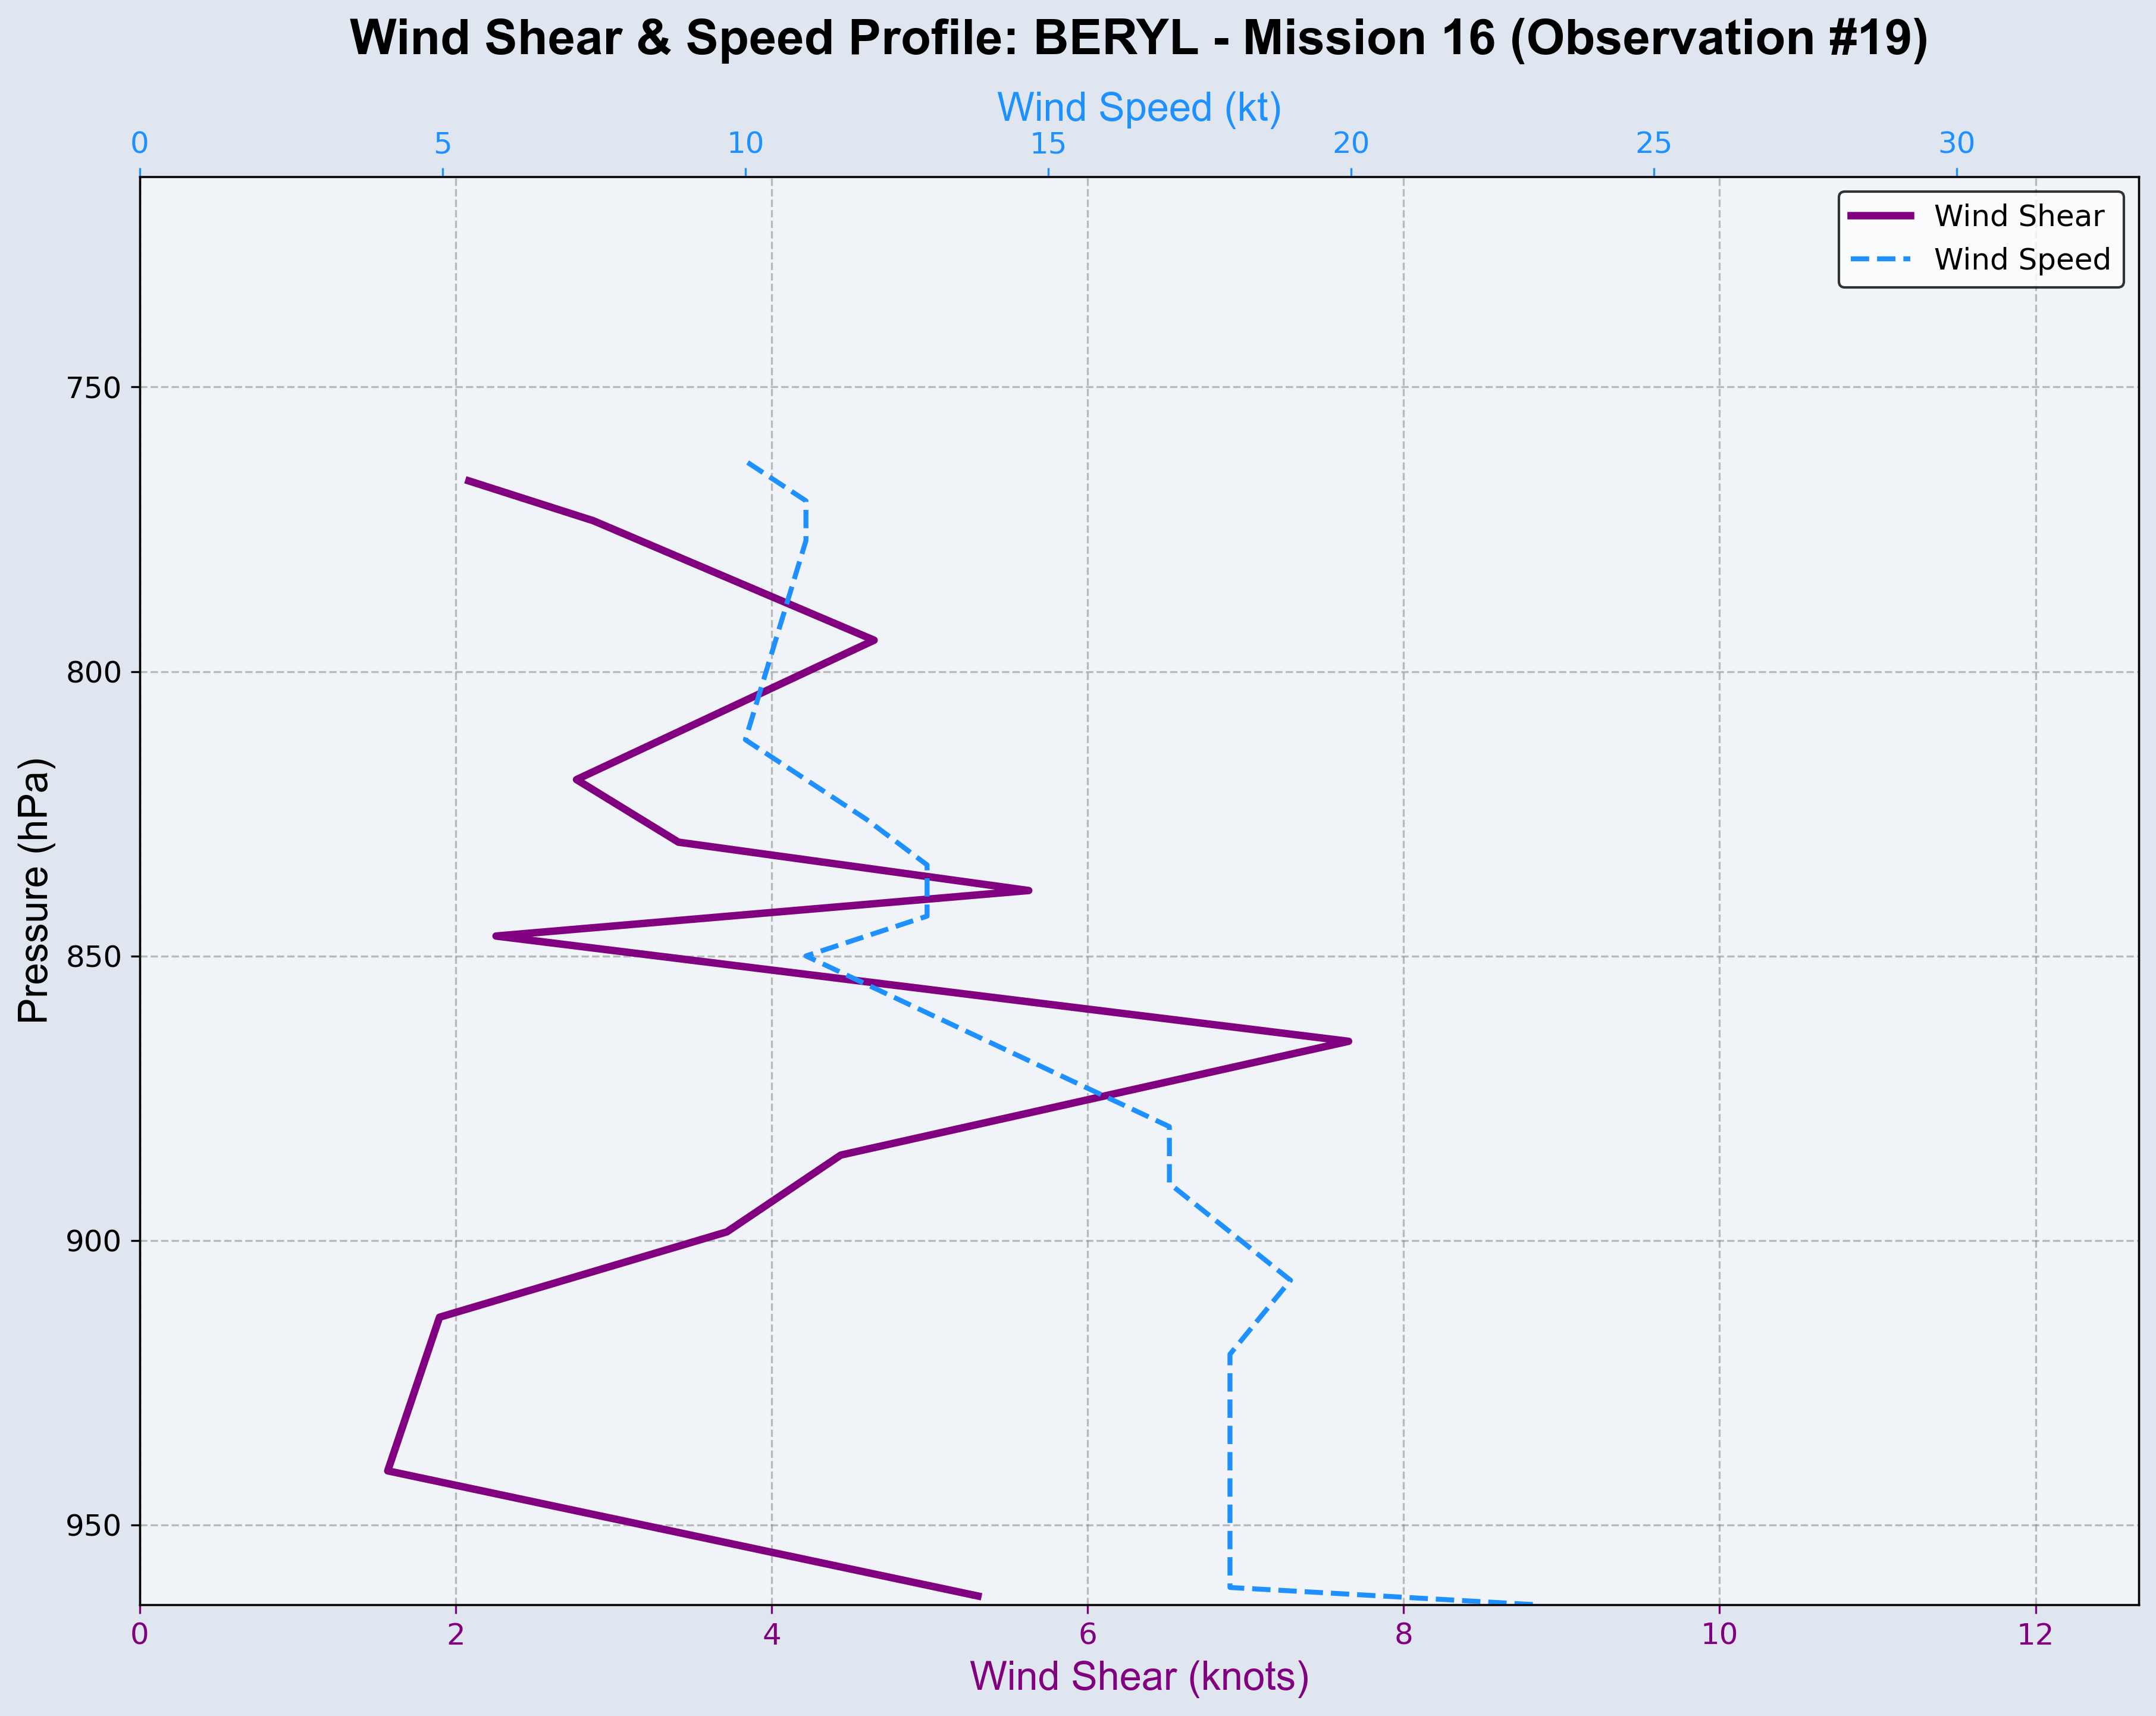 Wind Shear & Speed Profile: BERYL - Mission 16 (Observation #19)
Wind Speed (kt)
0 5 10 15 20 25 30
Wind Shear
Wind Speed
750
800
850
900
950
Pressure (hPa)
0 2 4 6 8 10 12
Wind Shear (knots)